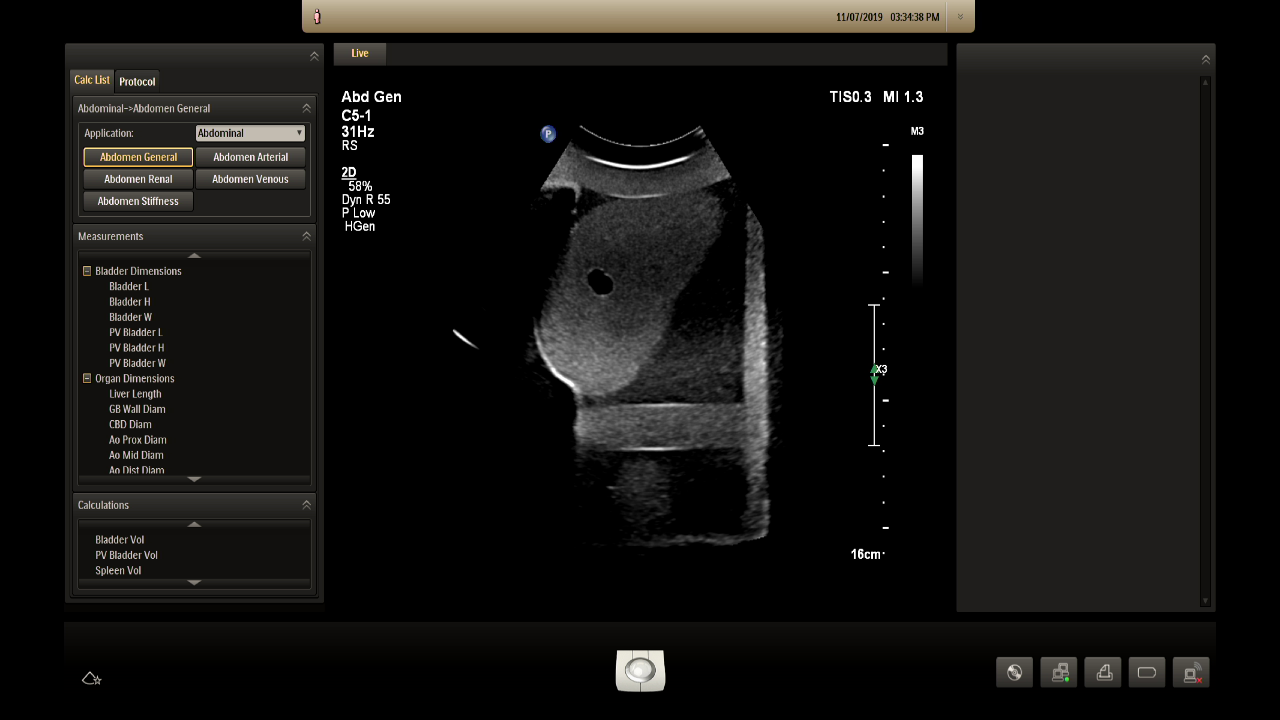 11/07/2019 03:34:38 PM
Live
Calc List Protocol
Abdominal->Abdomen General
Application: Abdominal
Abdomen General Abdomen Arterial
Abdomen Renal Abdomen Venous
Abdomen Stiffness
Measurements
Bladder Dimensions
Bladder L
Bladder H
Bladder W
PV Bladder L
PV Bladder H
PV Bladder W
Organ Dimensions
Liver Length
GB Wall Diam
CBD Diam
Ao Prox Diam
Ao Mid Diam
Ao Dist Diam
Calculations
Bladder Vol
PV Bladder Vol
Spleen Vol
Abd Gen
C5-1
31Hz
RS
2D
58%
Dyn R 55
P Low
HGen
P
TIS0.3 MI 1.3
M3
X3
16cm